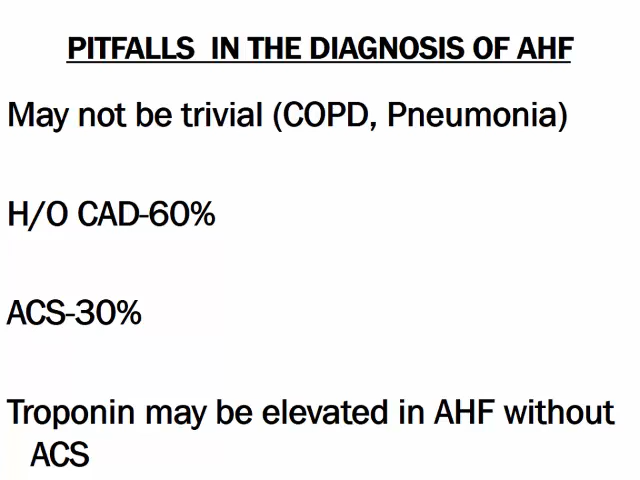 PITFALLS  IN THE DIAGNOSIS OF AHF
May not be trivial (COPD, Pneumonia)
H/O CAD-60%
ACS-30%
Troponin may be elevated in AHF without
ACS